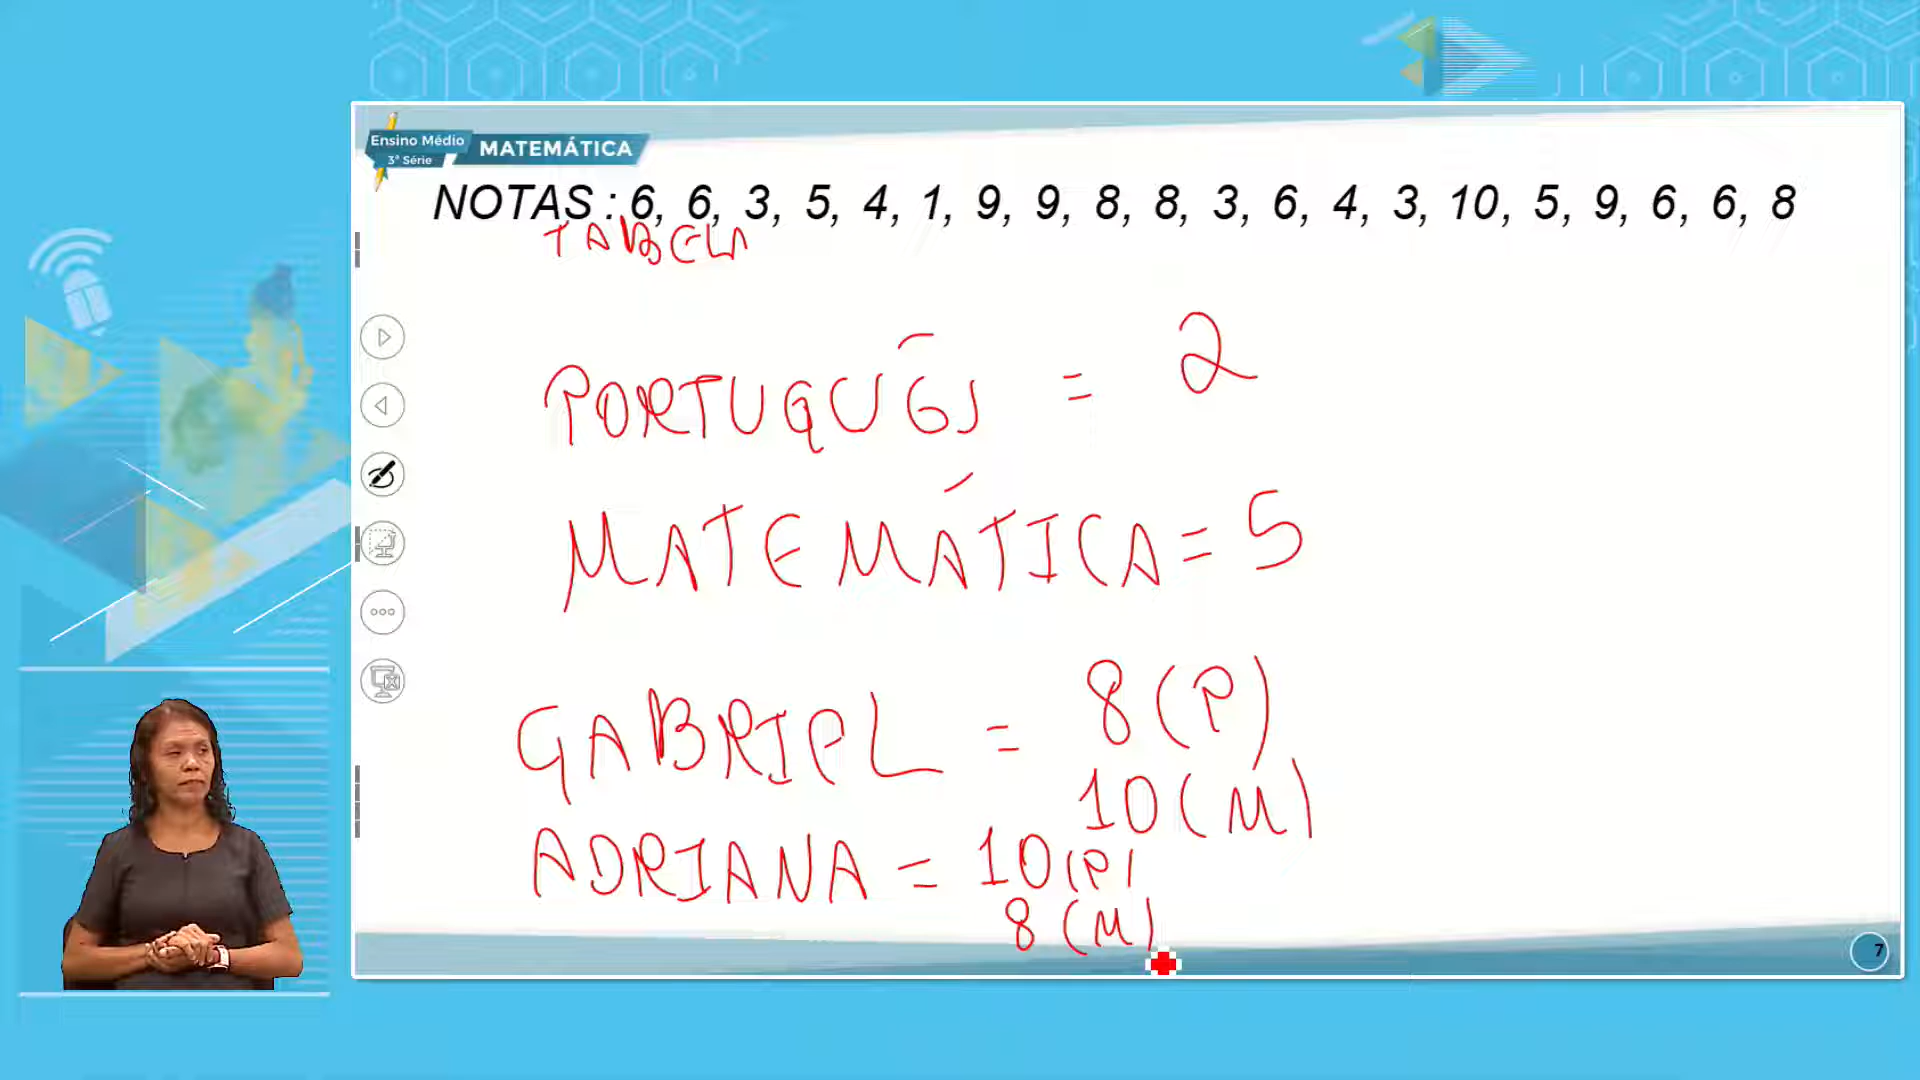 Ensino Médio
3ª Série
MATEMÁTICA
NOTAS : 6, 6, 3, 5, 4, 1, 9, 9, 8, 8, 3, 6, 4, 3, 10, 5, 9, 6, 6, 8
TABELA
PORTUGUÊS = 2
MATEMÁTICA = 5
GABRIEL = 8 (P)
10 (M)
ADRIANA = 10 (P)
8 (M)
7